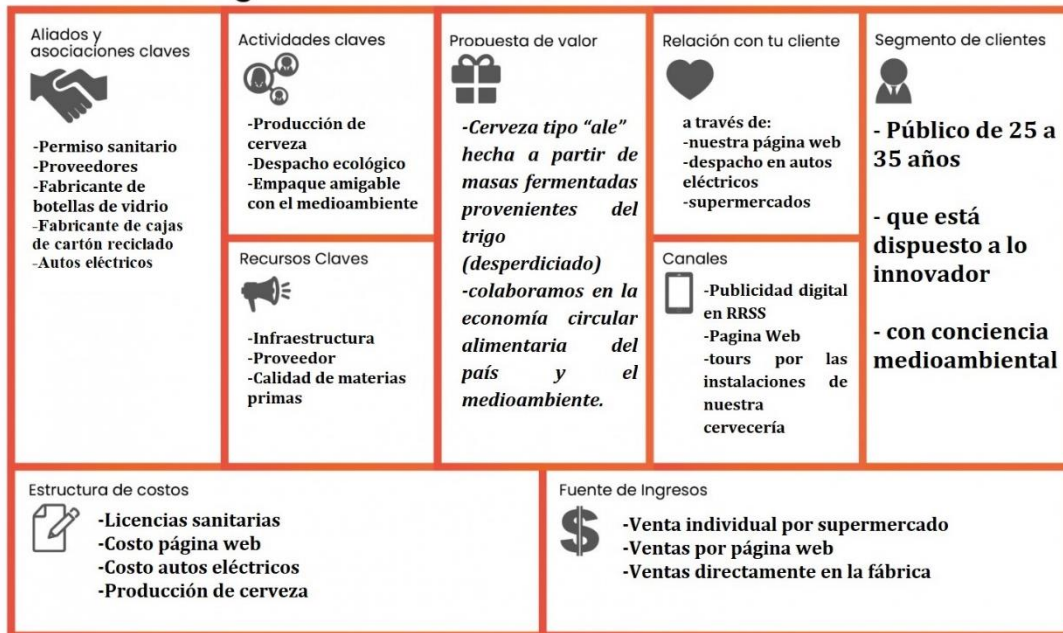 Aliados y
asociaciones claves
-Permiso sanitario
-Proveedores
-Fabricante de
botellas de vidrio
-Fabricante de cajas
de cartón reciclado
-Autos eléctricos
Actividades claves
-Producción de
cerveza
-Despacho ecológico
-Empaque amigable
con el medioambiente
Recursos Claves
-Infraestructura
-Proveedor
-Calidad de materias
primas
Propuesta de valor
-Cerveza tipo “ale”
hecha a partir de
masas fermentadas
provenientes del
trigo
(desperdiciado)
-colaboramos en la
economía circular
alimentaria del
país y el
medioambiente.
Relación con tu cliente
a través de:
-nuestra página web
-despacho en autos
eléctricos
-supermercados
Canales
-Publicidad digital
en RRSS
-Pagina Web
-tours por las
instalaciones de
nuestra
cervecería
Segmento de clientes
- Público de 25 a
35 años
- que está
dispuesto a lo
innovador
- con conciencia
medioambiental
Estructura de costos
-Licencias sanitarias
-Costo página web
-Costo autos eléctricos
-Producción de cerveza
Fuente de Ingresos
-Venta individual por supermercado
-Ventas por página web
-Ventas directamente en la fábrica